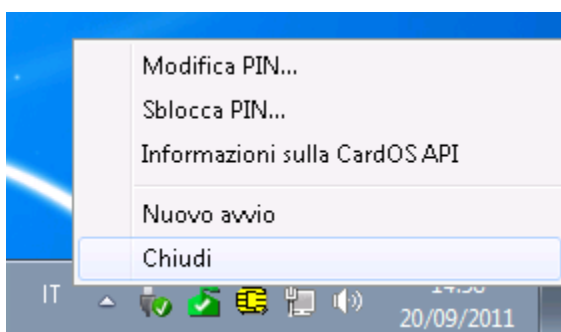 Modifica PIN...
Sblocca PIN...
Informazioni sulla CardOS API
Nuovo avvio
Chiudi
IT
20/09/2011